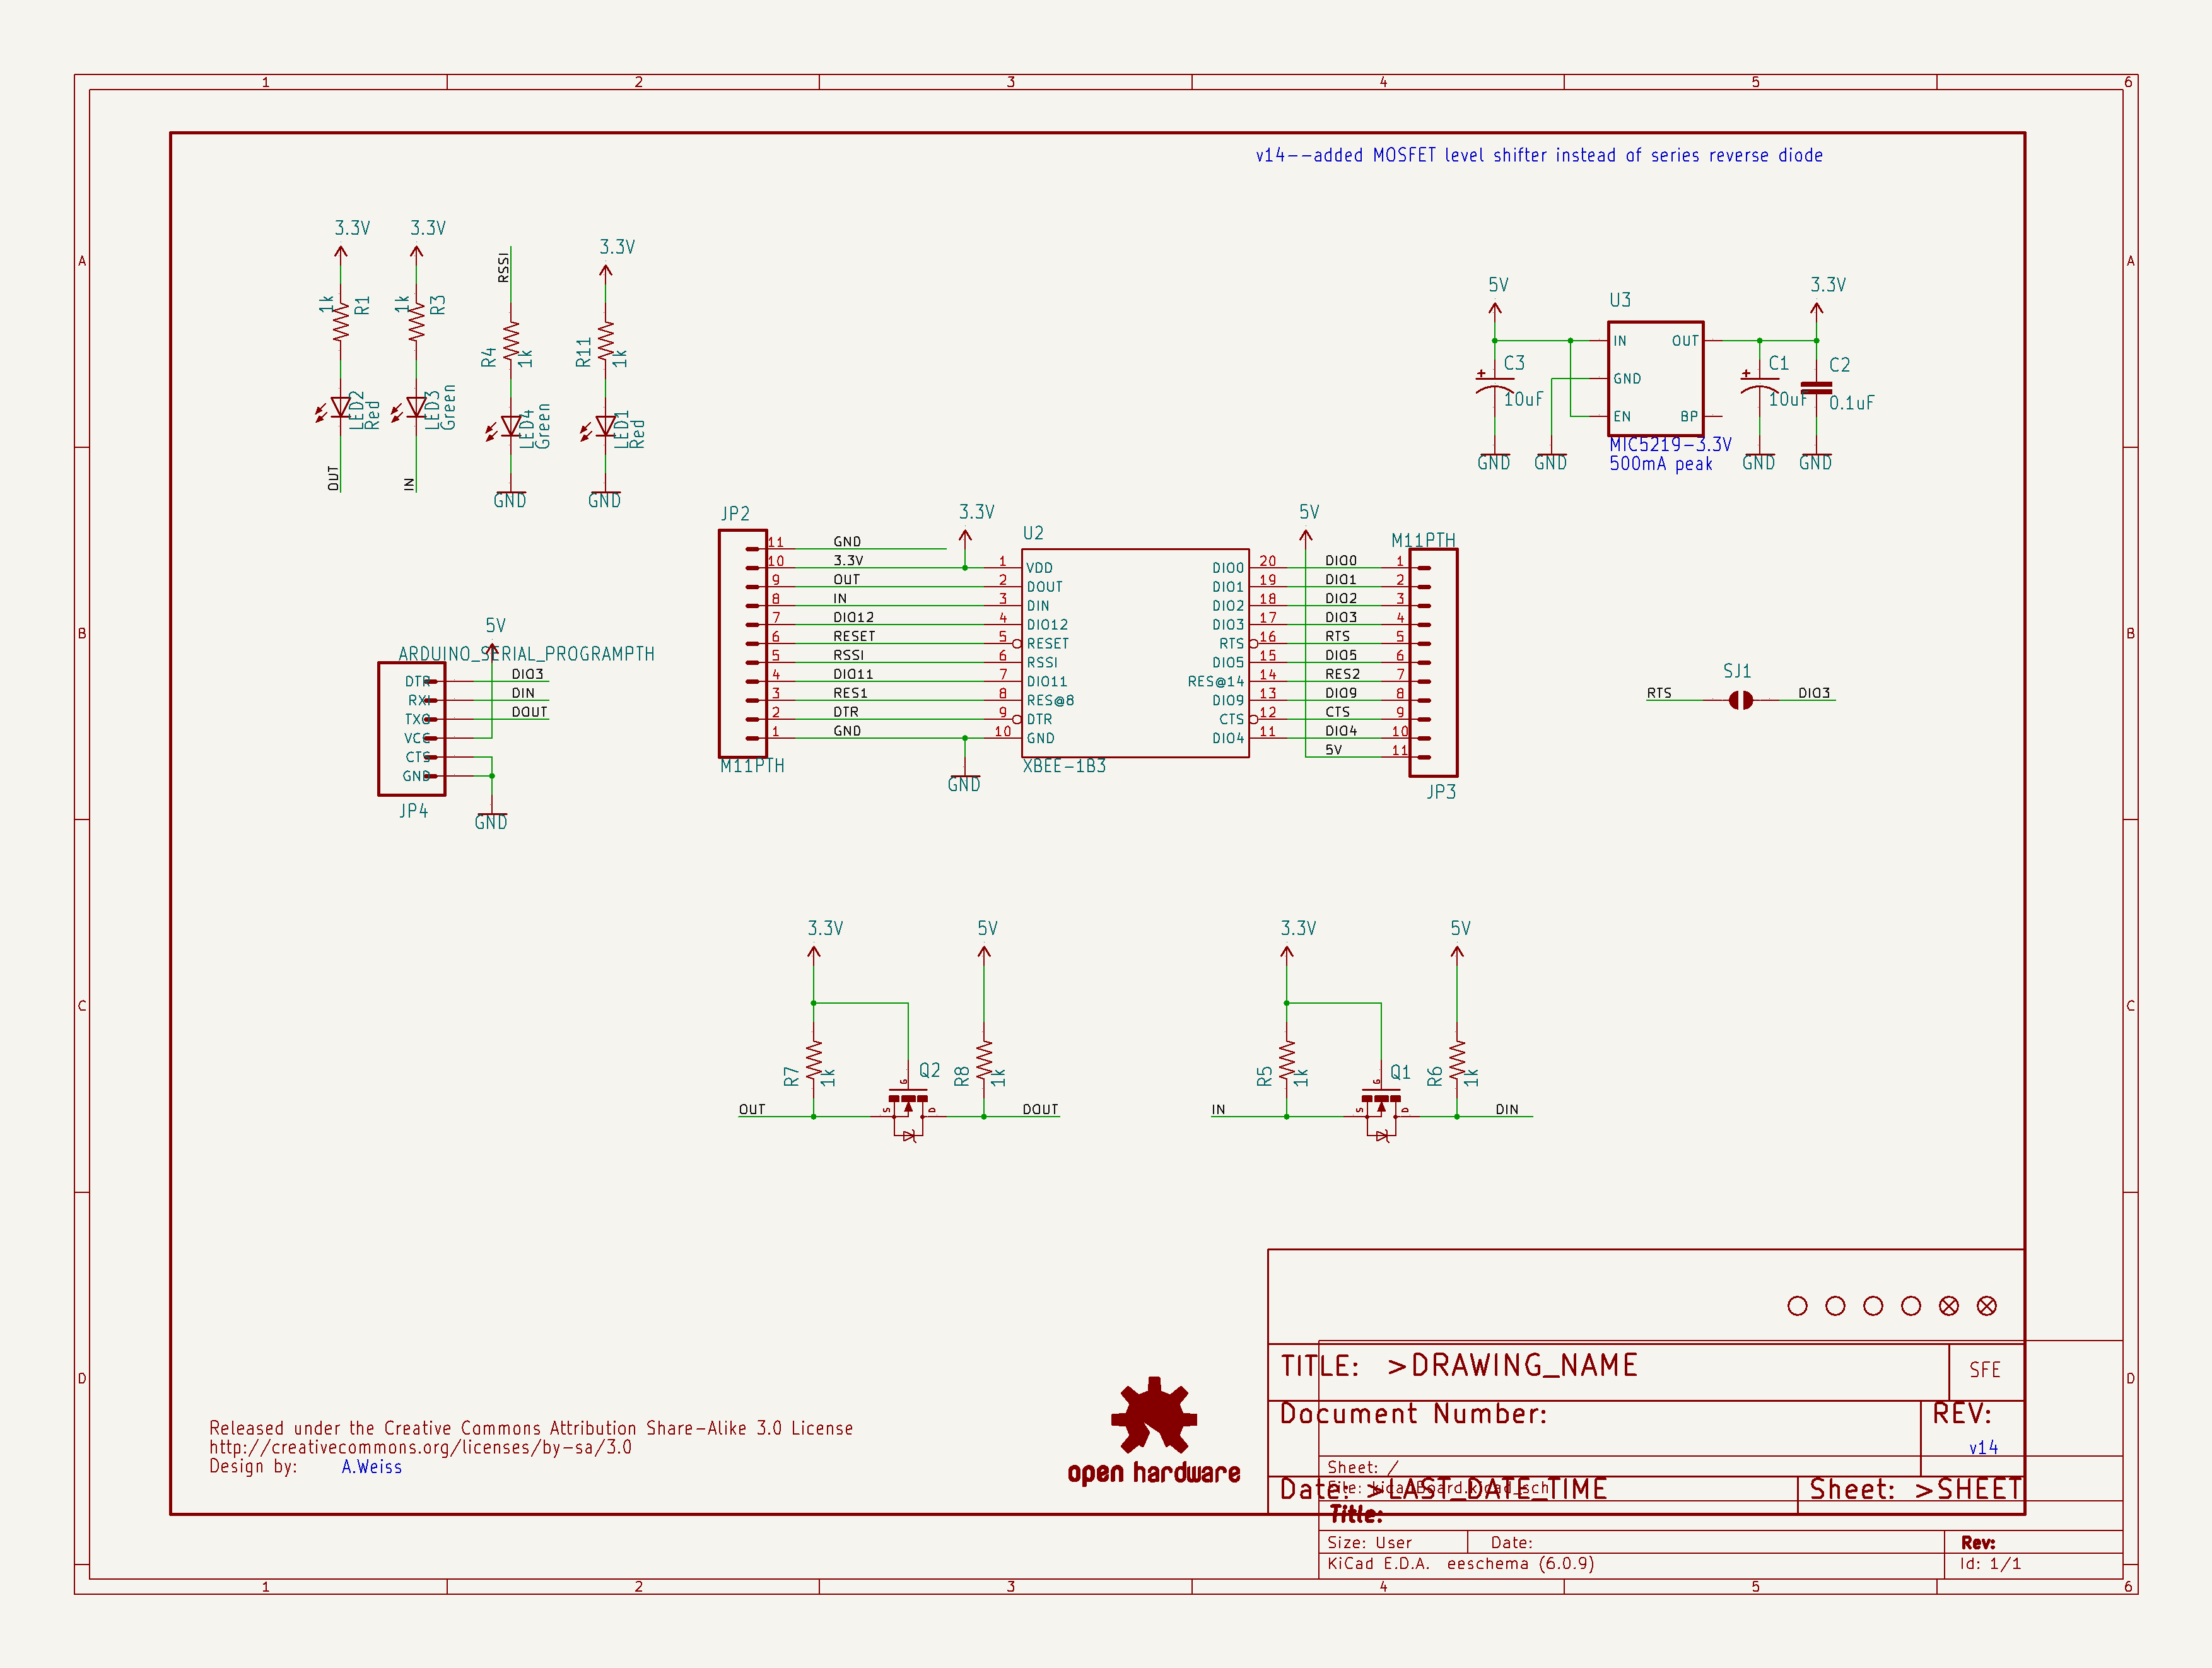 1 2 3 4 5 6
v14--added MOSFET level shifter instead of series reverse diode
A A
3.3V 3.3V RSSI 3.3V
1k R1 1k R3 R4 1k R11 1k
LED2 Red LED3 Green LED4 Green LED1 Red
OUT IN GND GND
5V U3 3.3V
IN OUT
GND
EN BP
C3 10uF C1 10uF C2 0.1uF
MIC5219-3.3V
500mA peak
GND GND GND GND
B B
5V
ARDUINO_SERIAL_PROGRAMPTH
DTR DIO3
RXI DIN
TXO DOUT
VCC
CTS
GND
JP4 GND
JP2 3.3V U2 5V M11PTH
11 GND
10 3.3V 1 VDD DIO0 20 DIO0 1
9 OUT 2 DOUT DIO1 19 DIO1 2
8 IN 3 DIN DIO2 18 DIO2 3
7 DIO12 4 DIO12 DIO3 17 DIO3 4
6 RESET 5 RESET RTS 16 RTS 5
5 RSSI 6 RSSI DIO5 15 DIO5 6
4 DIO11 7 DIO11 RES@14 14 RES2 7
3 RES1 8 RES@8 DIO9 13 DIO9 8
2 DTR 9 DTR CTS 12 CTS 9
1 GND 10 GND DIO4 11 DIO4 10
5V 11
M11PTH GND XBEE-1B3 JP3
SJ1
RTS DIO3
C C
3.3V 5V 3.3V 5V
R7 1k Q2 R8 1k R5 1k Q1 R6 1k
G S D G S D
OUT DOUT IN DIN
D D
TITLE: >DRAWING_NAME SFE
Document Number: REV:
v14
Date: >LAST_DATE_TIME Sheet: >SHEET
Sheet: /
File: kicadBoard.kicad_sch
Title:
Size: User Date: Rev:
KiCad E.D.A. eeschema (6.0.9) Id: 1/1
Released under the Creative Commons Attribution Share-Alike 3.0 License
http://creativecommons.org/licenses/by-sa/3.0
Design by: A.Weiss
open hardware
1 2 3 4 5 6